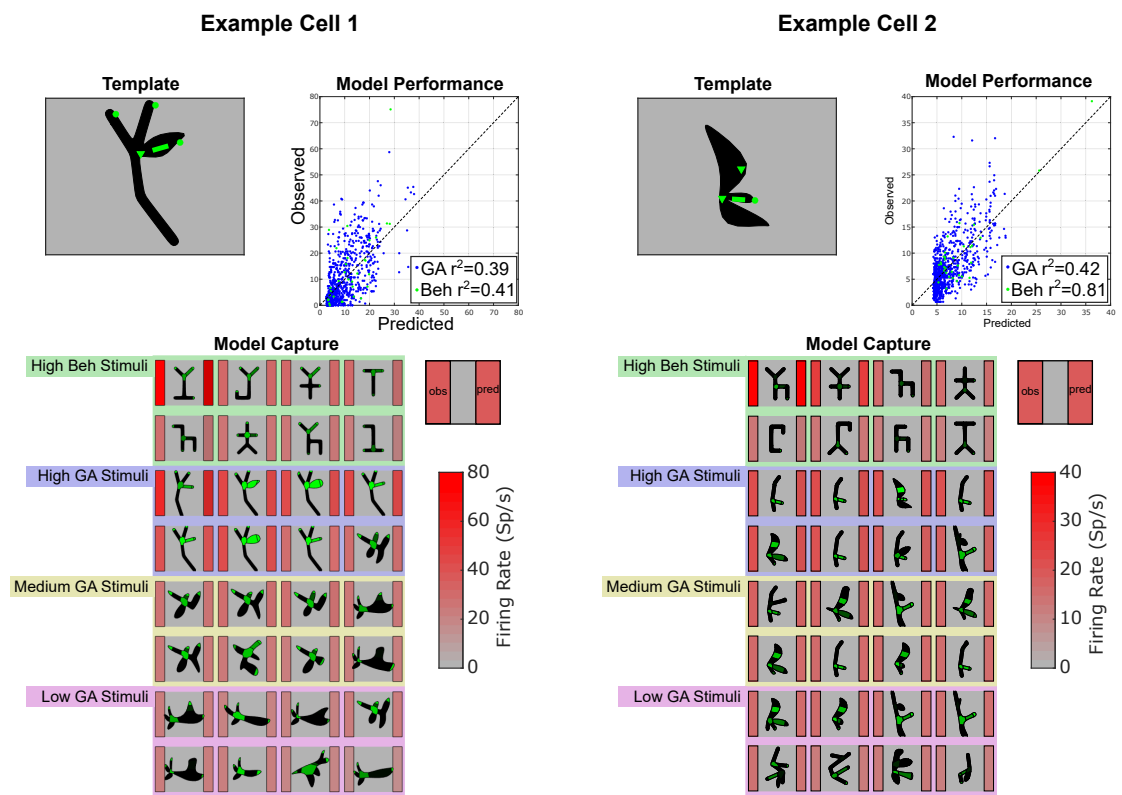 Example Cell 1
Template
Model Performance
Observed
80
70
60
50
40
30
20
10
0
0 10 20 30 40 50 60 70 80
Predicted
GA r²=0.39
Beh r²=0.41
Model Capture
High Beh Stimuli
High GA Stimuli
Medium GA Stimuli
Low GA Stimuli
obs
pred
80
60
40
20
0
Firing Rate (Sp/s)
Example Cell 2
Template
Model Performance
Observed
40
35
30
25
20
15
10
5
0
0 5 10 15 20 25 30 35 40
Predicted
GA r²=0.42
Beh r²=0.81
Model Capture
High Beh Stimuli
High GA Stimuli
Medium GA Stimuli
Low GA Stimuli
obs
pred
40
30
20
10
0
Firing Rate (Sp/s)